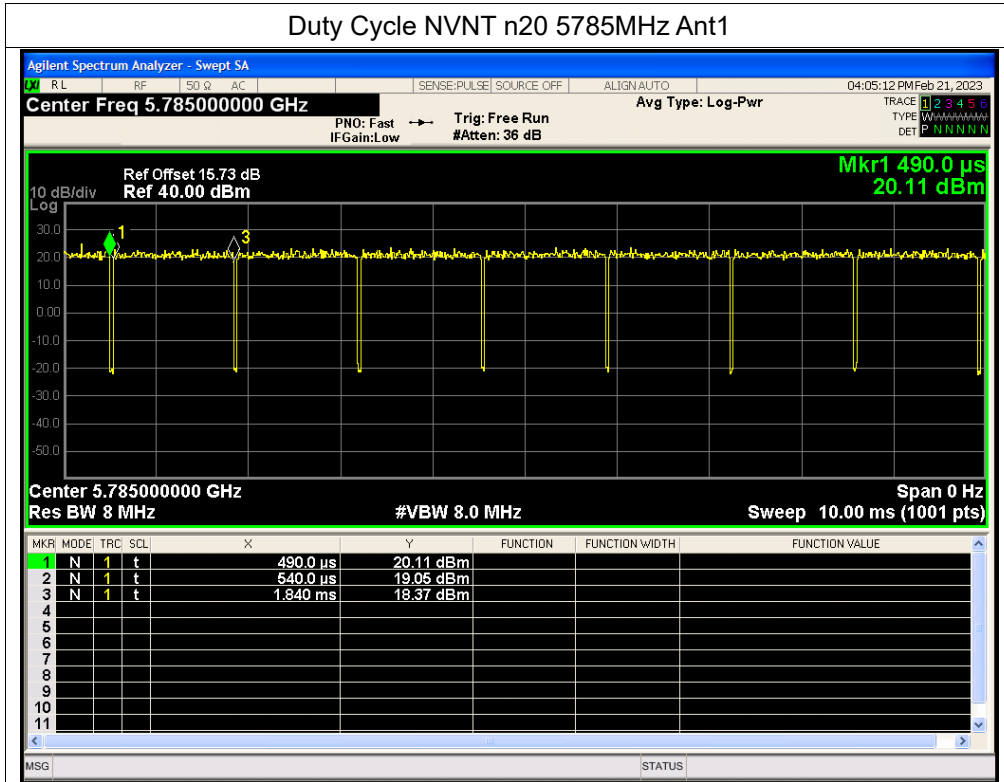 Duty Cycle NVNT n20 5785MHz Ant1
Agilent Spectrum Analyzer - Swept SA
LXI RL RF 50 Ω AC SENSE:PULSE SOURCE OFF ALIGNAUTO 04:05:12 PMFeb 21, 2023
Center Freq 5.785000000 GHz
PNO: Fast
IFGain:Low
Trig: Free Run
#Atten: 36 dB
Avg Type: Log-Pwr
TRACE 1 2 3 4 5 6
TYPE WWWWWW
DET P N N N N N
Mkr1 490.0 µs
20.11 dBm
10 dB/div
Log
Ref Offset 15.73 dB
Ref 40.00 dBm
30.0
20.0
10.0
0.00
-10.0
-20.0
-30.0
-40.0
-50.0
1
3
Center 5.785000000 GHz Span 0 Hz
Res BW 8 MHz #VBW 8.0 MHz Sweep 10.00 ms (1001 pts)
MKR MODE TRC SCL X Y FUNCTION FUNCTION WIDTH FUNCTION VALUE
1 N 1 t 490.0 µs 20.11 dBm
2 N 1 t 540.0 µs 19.05 dBm
3 N 1 t 1.840 ms 18.37 dBm
4
5
6
7
8
9
10
11
MSG STATUS